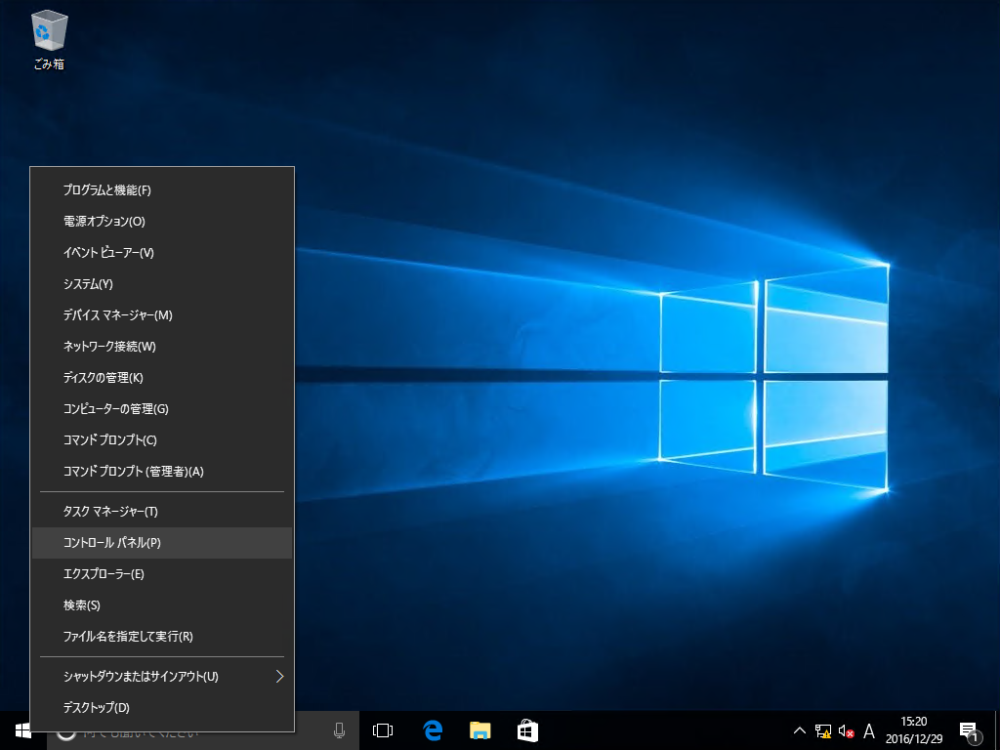 ごみ箱
プログラムと機能(F)
電源オプション(O)
イベント ビューアー(V)
システム(Y)
デバイス マネージャー(M)
ネットワーク接続(W)
ディスクの管理(K)
コンピューターの管理(G)
コマンド プロンプト(C)
コマンド プロンプト (管理者)(A)
タスク マネージャー(T)
コントロール パネル(P)
エクスプローラー(E)
検索(S)
ファイル名を指定して実行(R)
シャットダウンまたはサインアウト(U)
デスクトップ(D)
A
15:20
2016/12/29
1